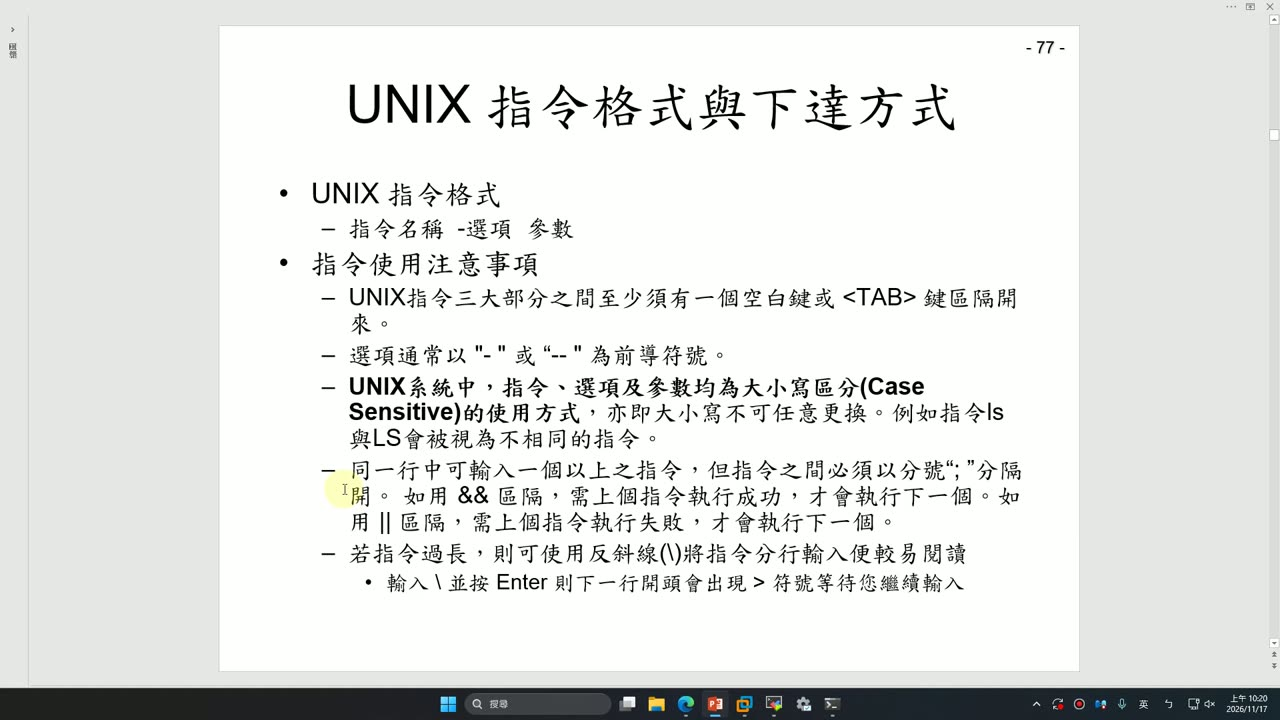 - 77 -
UNIX 指令格式與下達方式
• UNIX 指令格式
– 指令名稱 -選項 參數
• 指令使用注意事項
– UNIX指令三大部分之間至少須有一個空白鍵或 <TAB> 鍵區隔開
來。
– 選項通常以 "- " 或 “-- " 為前導符號。
– UNIX系統中，指令、選項及參數均為大小寫區分(Case
Sensitive)的使用方式，亦即大小寫不可任意更換。例如指令ls
與LS會被視為不相同的指令。
– 同一行中可輸入一個以上之指令，但指令之間必須以分號“; ”分隔
開。 如用 && 區隔，需上個指令執行成功，才會執行下一個。如
用 || 區隔，需上個指令執行失敗，才會執行下一個。
– 若指令過長，則可使用反斜線(\)將指令分行輸入便較易閱讀
• 輸入 \ 並按 Enter 則下一行開頭會出現 > 符號等待您繼續輸入
搜尋
英
ㄅ
上午 10:20
2026/11/17